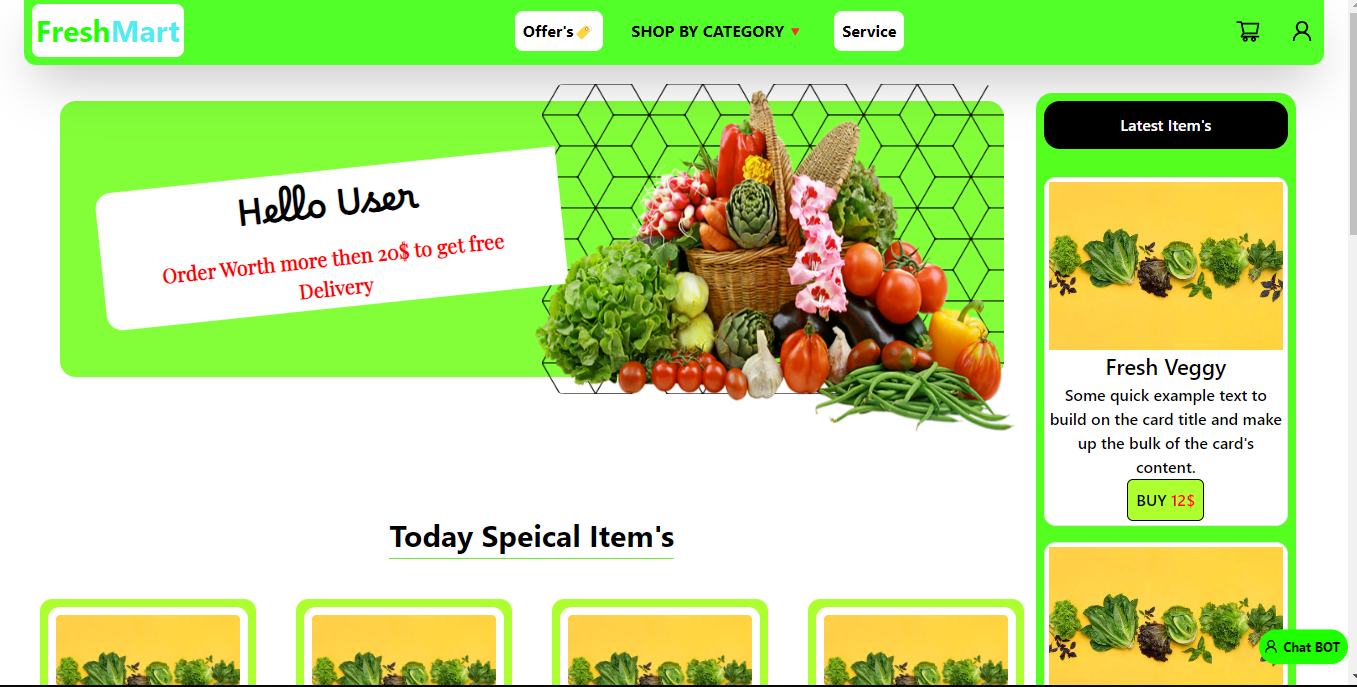 FreshMart
Offer's
SHOP BY CATEGORY
Service
Hello User
Order Worth more then 20$ to get free
Delivery
Latest Item's
Fresh Veggy
Some quick example text to
build on the card title and make
up the bulk of the card's
content.
BUY 12$
Today Speical Item's
Chat BOT